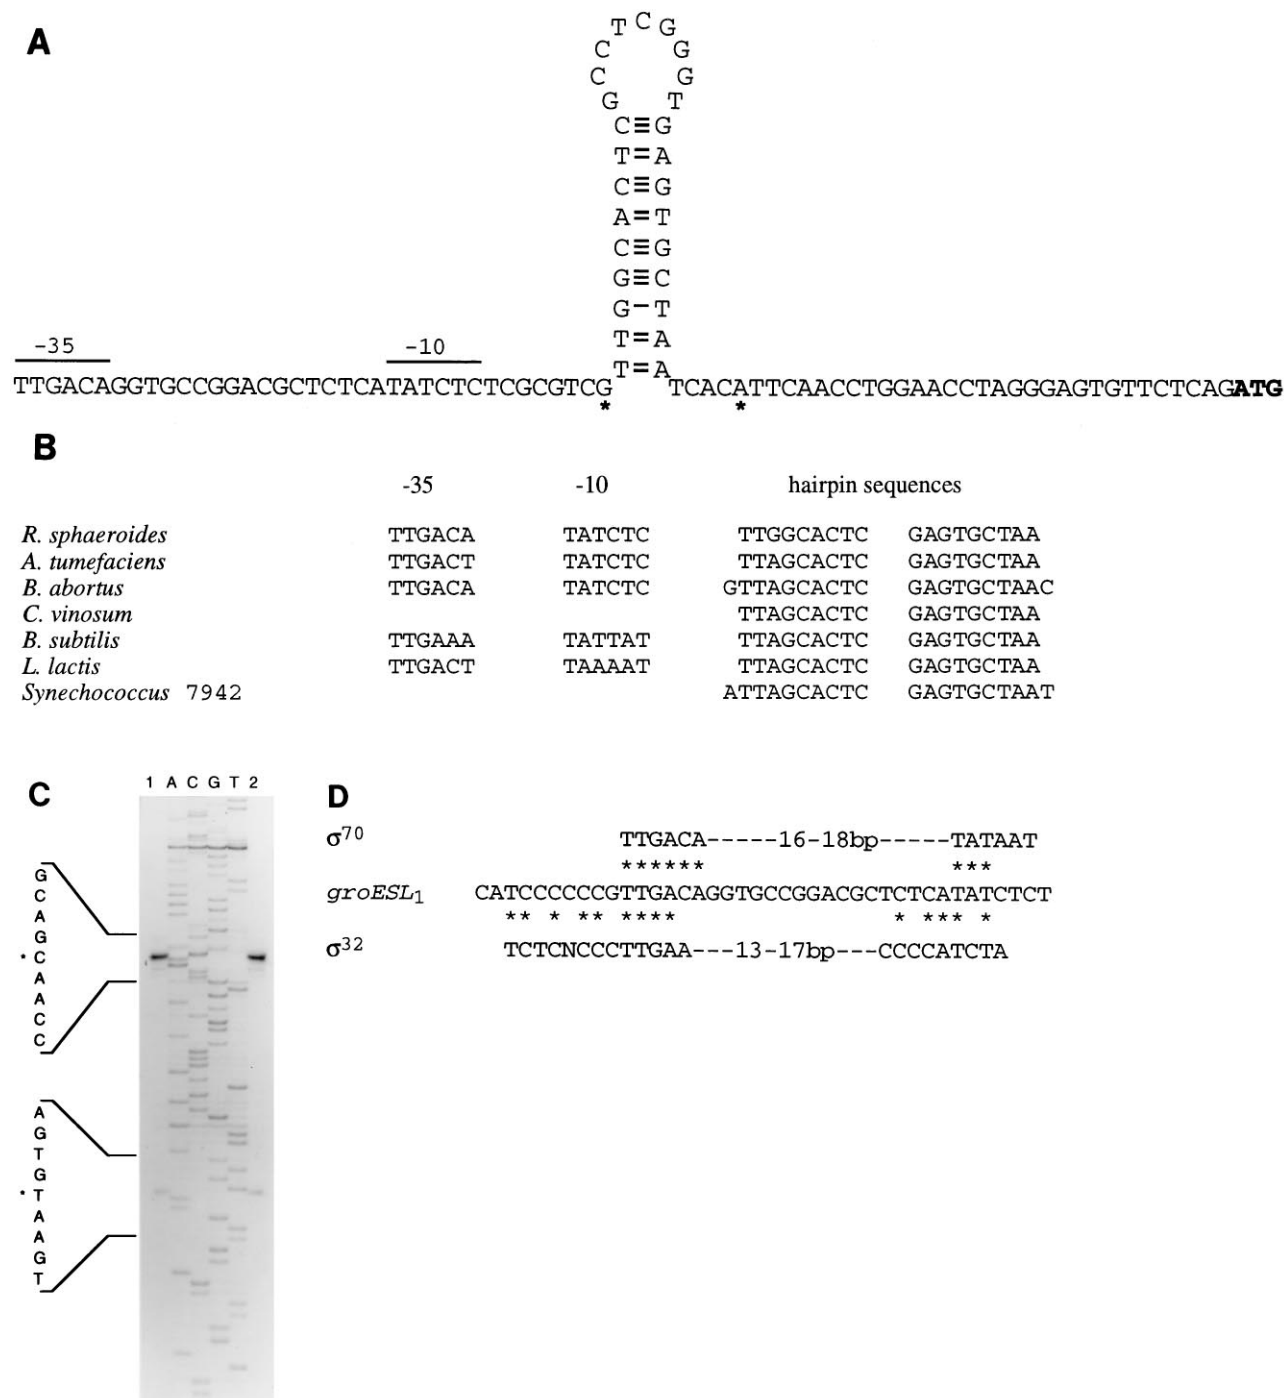 A
T C G
C G
C G
G T
C≡G
T=A
C≡G
A=T
C≡G
G≡C
G-T
T=A
T=A
-35 -10
TTGACAGGTGCCGGACGCTCTCATATCTCTCGCGTCG TCACATTCAACCTGGAACCTAGGGAGTGTTCTCAGATG
* *
B
-35 -10 hairpin sequences
R. sphaeroides TTGACA TATCTC TTGGCACTC GAGTGCTAA
A. tumefaciens TTGACT TATCTC TTAGCACTC GAGTGCTAA
B. abortus TTGACA TATCTC GTTAGCACTC GAGTGCTAAC
C. vinosum TTAGCACTC GAGTGCTAA
B. subtilis TTGAAA TATTAT TTAGCACTC GAGTGCTAA
L. lactis TTGACT TAAAAT TTAGCACTC GAGTGCTAA
Synechococcus 7942 ATTAGCACTC GAGTGCTAAT
C
1 A C G T 2
G
C
A
G
* C
A
A
C
C
A
G
T
G
* T
A
A
G
T
D
σ70 TTGACA-----16-18bp-----TATAAT
****** ***
groESL1 CATCCCCCCGTTGACAGGTGCCGGACGCTCTCATATCTCT
** * ** **** * *** *
σ32 TCTCNCCCTTGAA---13-17bp---CCCCATCTA